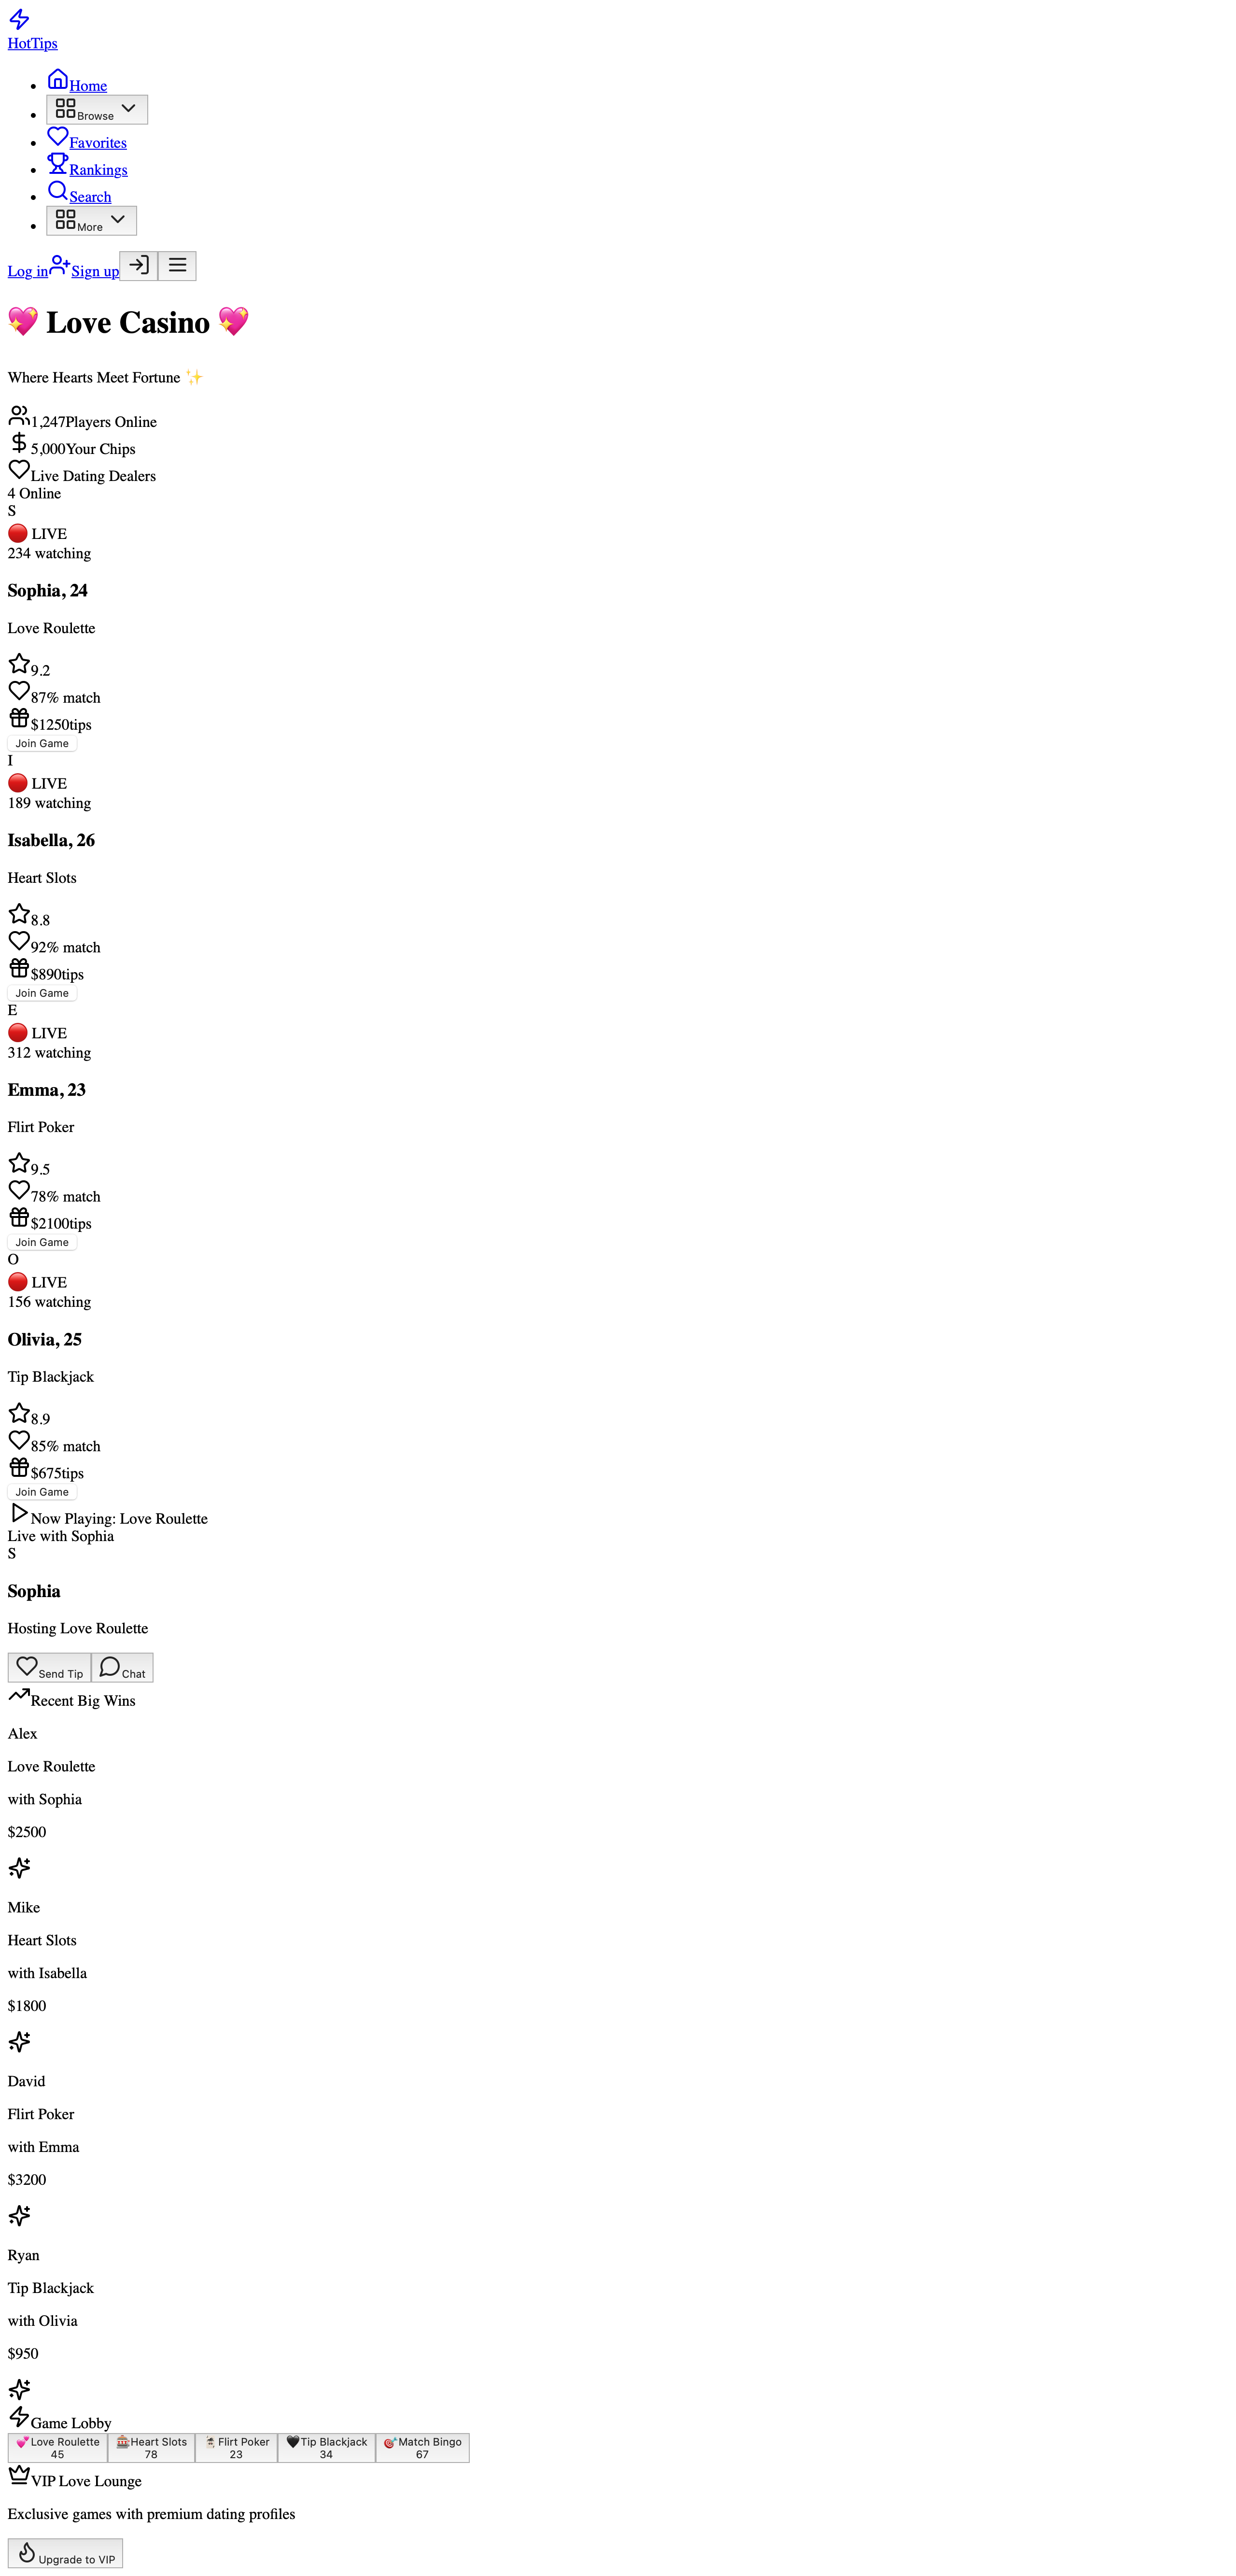 HotTips
Home
Browse
Favorites
Rankings
Search
More
Log in Sign up
💖 Love Casino 💖
Where Hearts Meet Fortune ✨
1,247Players Online
5,000Your Chips
Live Dating Dealers
4 Online
S
🔴 LIVE
234 watching
Sophia, 24
Love Roulette
9.2
87% match
$1250tips
Join Game
I
🔴 LIVE
189 watching
Isabella, 26
Heart Slots
8.8
92% match
$890tips
Join Game
E
🔴 LIVE
312 watching
Emma, 23
Flirt Poker
9.5
78% match
$2100tips
Join Game
O
🔴 LIVE
156 watching
Olivia, 25
Tip Blackjack
8.9
85% match
$675tips
Join Game
Now Playing: Love Roulette
Live with Sophia
S
Sophia
Hosting Love Roulette
Send Tip Chat
Recent Big Wins
Alex
Love Roulette
with Sophia
$2500
Mike
Heart Slots
with Isabella
$1800
David
Flirt Poker
with Emma
$3200
Ryan
Tip Blackjack
with Olivia
$950
Game Lobby
💕Love Roulette 🎰Heart Slots 🃏Flirt Poker 🖤Tip Blackjack 🎯Match Bingo
45 78 23 34 67
VIP Love Lounge
Exclusive games with premium dating profiles
Upgrade to VIP